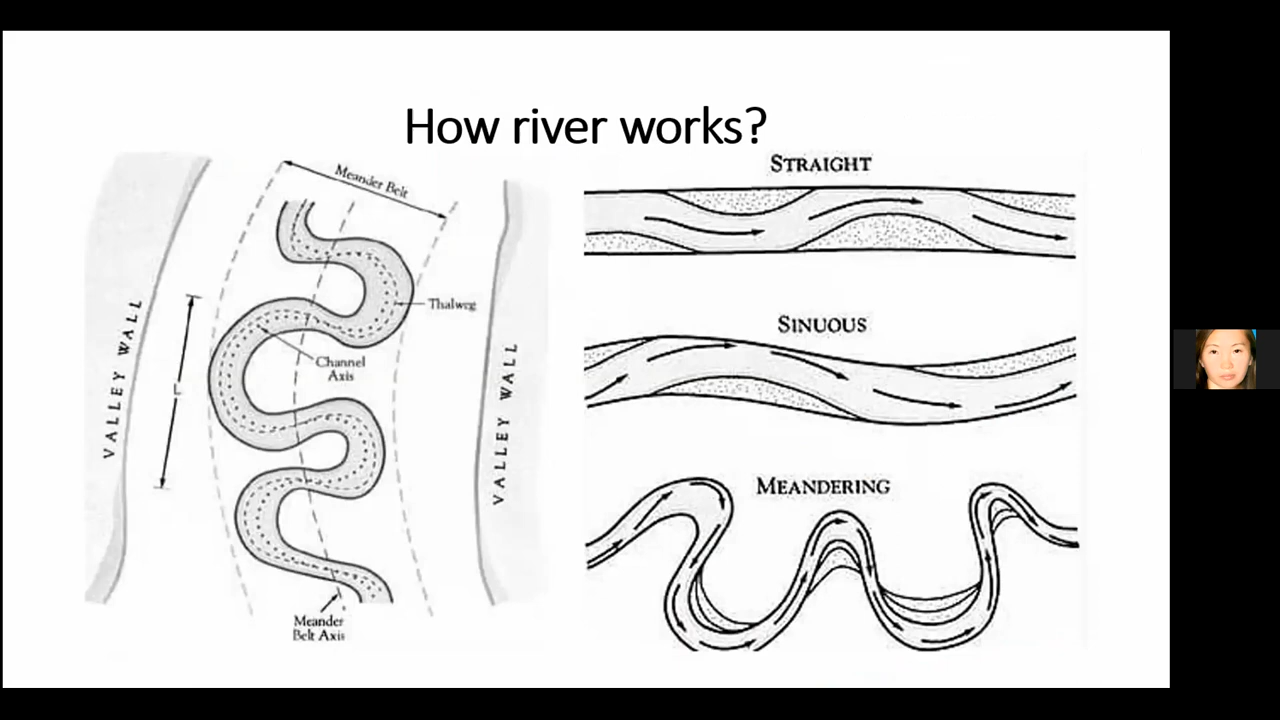 How river works?
Meander Belt
Thalweg
Channel
Axis
L
VALLEY WALL
VALLEY WALL
Meander
Belt Axis
STRAIGHT
SINUOUS
MEANDERING